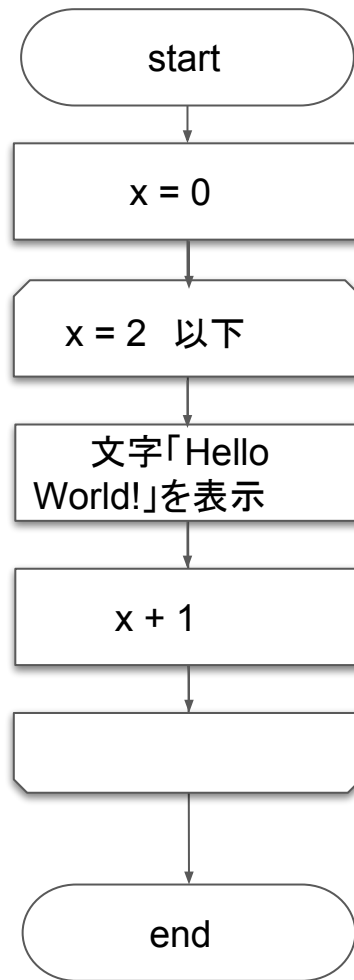 start
x = 0
x = 2　以下
文字「Hello
World!」を表示
x + 1
end